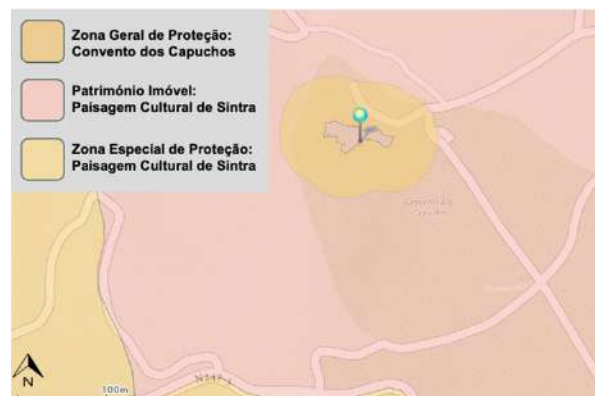 Zona Geral de Proteção:
Convento dos Capuchos
Património Imóvel:
Paisagem Cultural de Sintra
Zona Especial de Proteção:
Paisagem Cultural de Sintra
N
100m